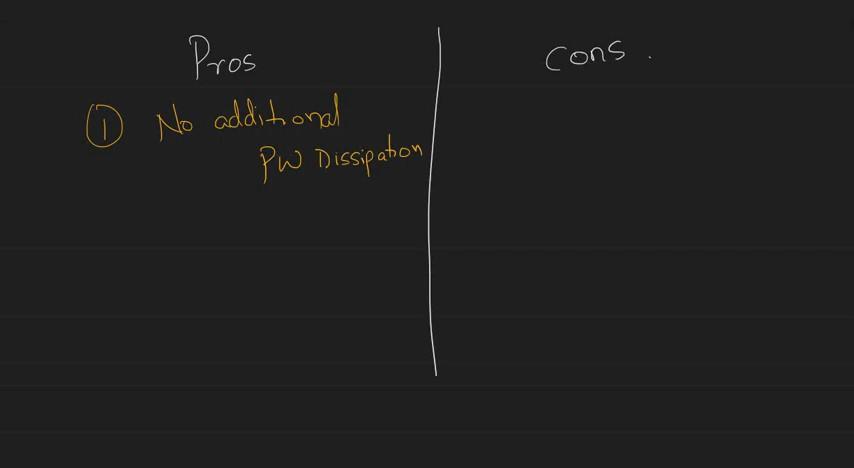 Pros
Cons.
① No additional
PW Dissipation